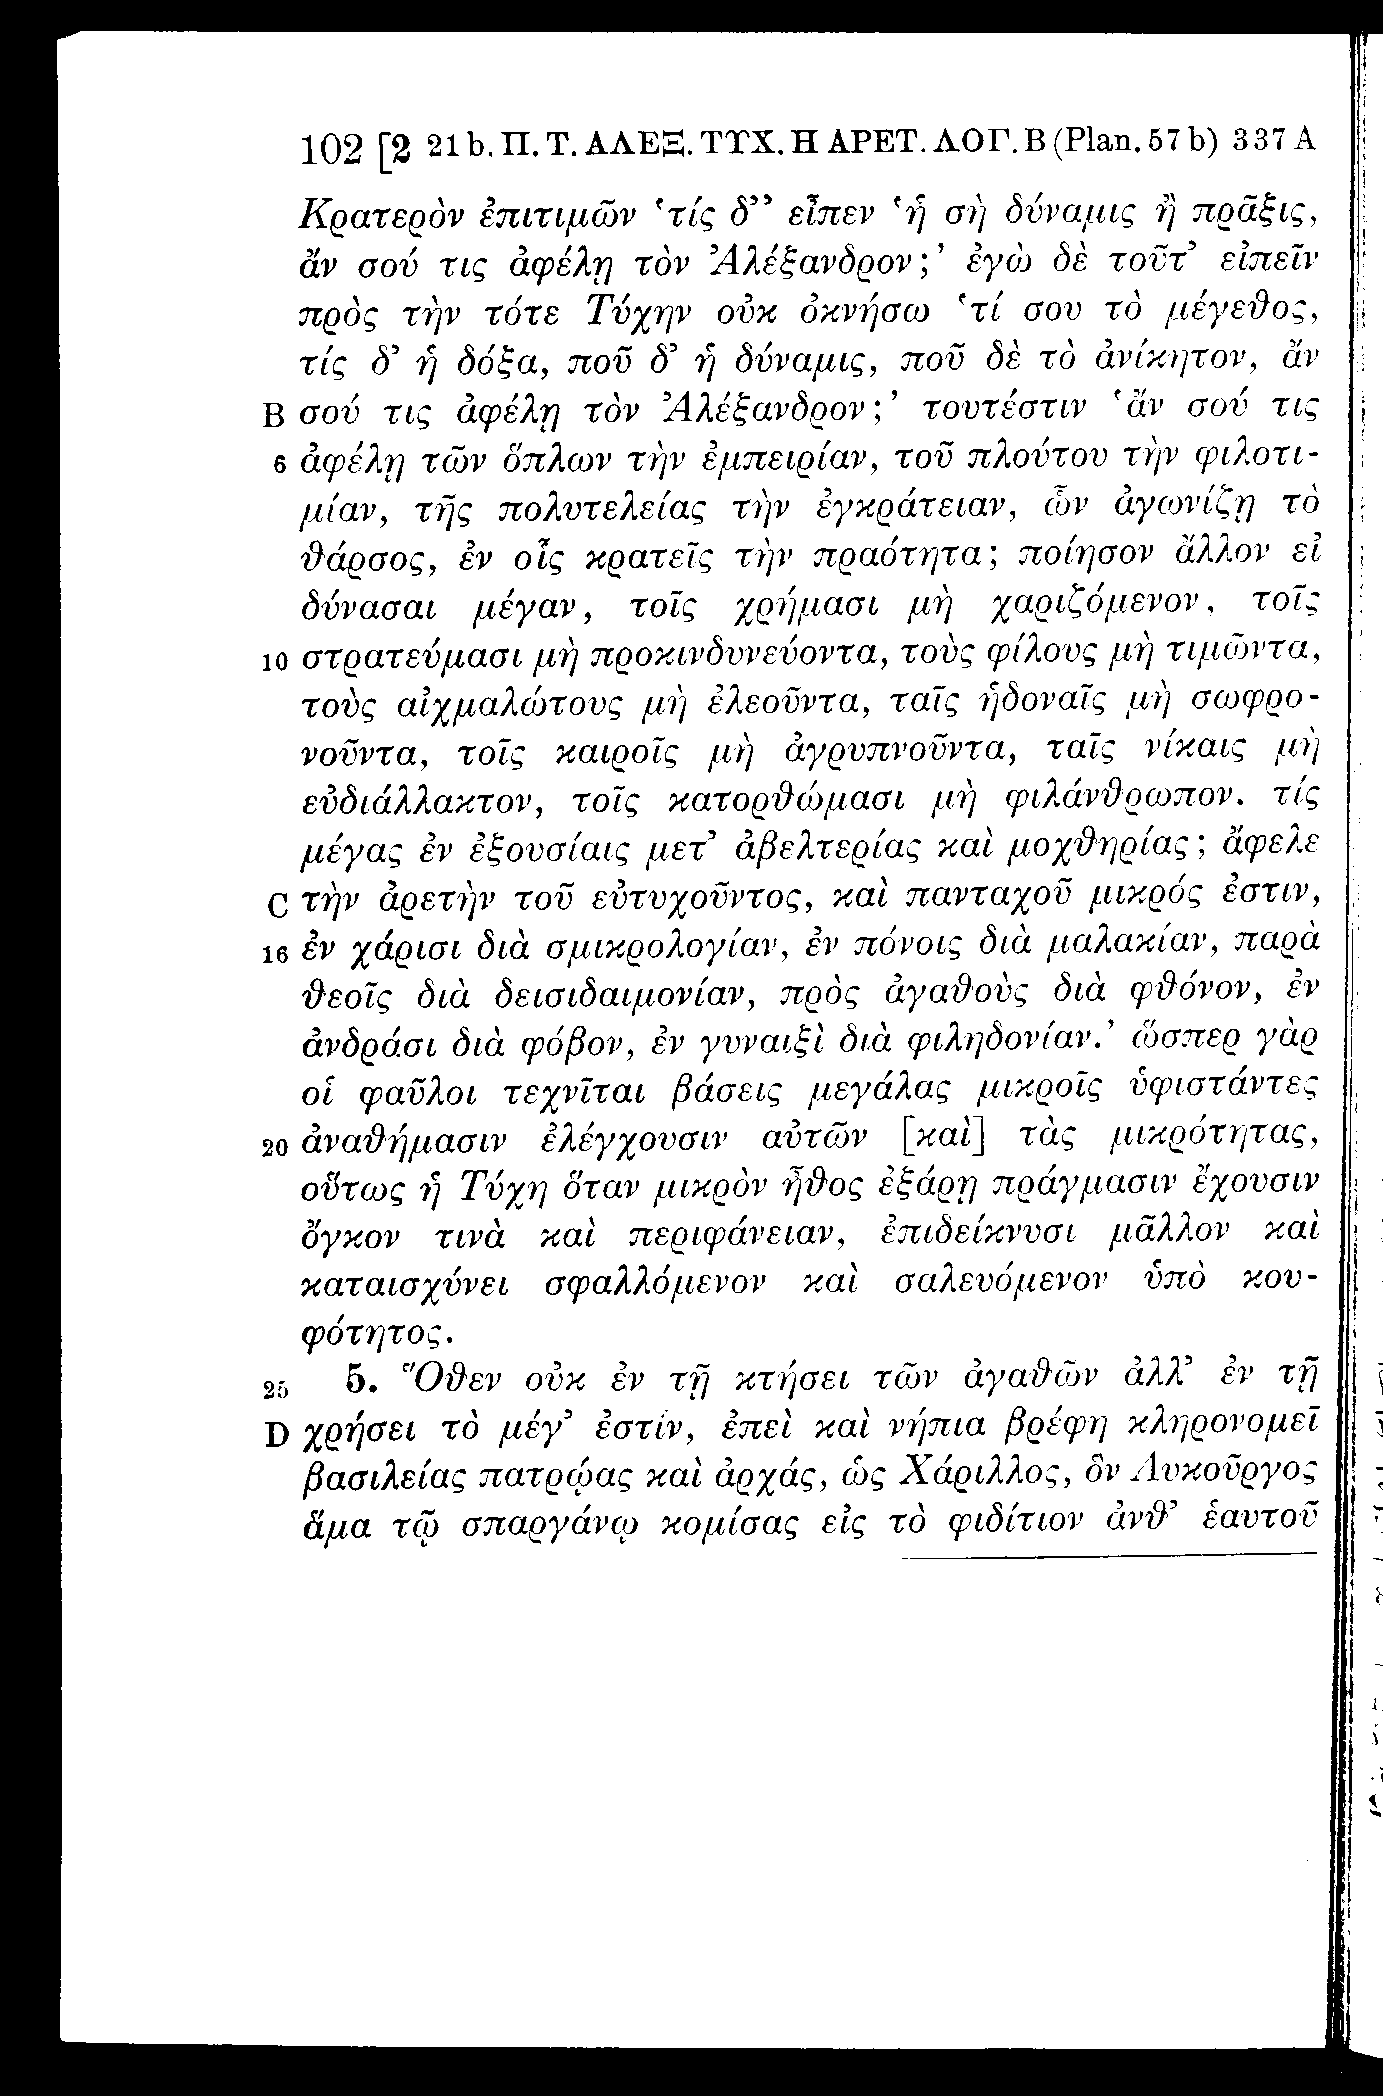 102 [2 21b. Π. Τ. ΑΛΕΞ. ΤΥΧ. Η ΑΡΕΤ. ΛΟΓ. Β (Plan. 57b) 337 A
Κρατερὸν ἐπιτιμῶν ‛τίς δ’’ εἶπεν ‛ἡ σὴ δύναμις ἢ πρᾶξις,
ἄν σού τις ἀφέλῃ τὸν Ἀλέξανδρον;’ ἐγὼ δὲ τοῦτ’ εἰπεῖν
πρὸς τὴν τότε Τύχην οὐκ ὀκνήσω ‛τί σου τὸ μέγεθος,
τίς δ’ ἡ δόξα, ποῦ δ’ ἡ δύναμις, ποῦ δὲ τὸ ἀνίκητον, ἄν
B σού τις ἀφέλῃ τὸν Ἀλέξανδρον;’ τουτέστιν ‛ἄν σού τις
6 ἀφέλῃ τῶν ὅπλων τὴν ἐμπειρίαν, τοῦ πλούτου τὴν φιλοτι-
μίαν, τῆς πολυτελείας τὴν ἐγκράτειαν, ὧν ἀγωνίζῃ τὸ
θάρσος, ἐν οἷς κρατεῖς τὴν πραότητα; ποίησον ἄλλον εἰ
δύνασαι μέγαν, τοῖς χρήμασι μὴ χαριζόμενον, τοῖς
10 στρατεύμασι μὴ προκινδυνεύοντα, τοὺς φίλους μὴ τιμῶντα,
τοὺς αἰχμαλώτους μὴ ἐλεοῦντα, ταῖς ἡδοναῖς μὴ σωφρο-
νοῦντα, τοῖς καιροῖς μὴ ἀγρυπνοῦντα, ταῖς νίκαις μὴ
εὐδιάλλακτον, τοῖς κατορθώμασι μὴ φιλάνθρωπον. τίς
μέγας ἐν ἐξουσίαις μετ’ ἀβελτερίας καὶ μοχθηρίας; ἄφελε
C τὴν ἀρετὴν τοῦ εὐτυχοῦντος, καὶ πανταχοῦ μικρός ἐστιν,
16 ἐν χάρισι διὰ σμικρολογίαν, ἐν πόνοις διὰ μαλακίαν, παρὰ
θεοῖς διὰ δεισιδαιμονίαν, πρὸς ἀγαθοὺς διὰ φθόνον, ἐν
ἀνδράσι διὰ φόβον, ἐν γυναιξὶ διὰ φιληδονίαν.’ ὥσπερ γὰρ
οἱ φαῦλοι τεχνῖται βάσεις μεγάλας μικροῖς ὑφιστάντες
20 ἀναθήμασιν ἐλέγχουσιν αὐτῶν [καὶ] τὰς μικρότητας,
οὕτως ἡ Τύχη ὅταν μικρὸν ἦθος ἐξάρῃ πράγμασιν ἔχουσιν
ὄγκον τινὰ καὶ περιφάνειαν, ἐπιδείκνυσι μᾶλλον καὶ
καταισχύνει σφαλλόμενον καὶ σαλευόμενον ὑπὸ κου-
φότητος.
25 5. Ὅθεν οὐκ ἐν τῇ κτήσει τῶν ἀγαθῶν ἀλλ’ ἐν τῇ
D χρήσει τὸ μέγ’ ἐστίν, ἐπεὶ καὶ νήπια βρέφη κληρονομεῖ
βασιλείας πατρῴας καὶ ἀρχάς, ὡς Χάριλλος, ὃν Λυκοῦργος
ἅμα τῷ σπαργάνῳ κομίσας εἰς τὸ φιδίτιον ἀνθ’ ἑαυτοῦ